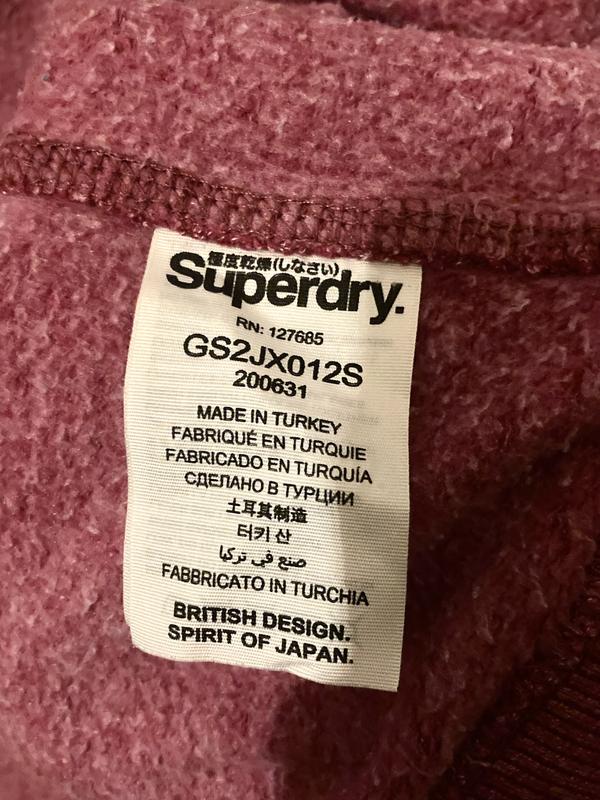 極度乾燥(しなさい)
Superdry.
RN: 127685
GS2JX012S
200631
MADE IN TURKEY
FABRIQUÉ EN TURQUIE
FABRICADO EN TURQUÍA
СДЕЛАНО В ТУРЦИИ
土耳其制造
터키 산
صنع في تركيا
FABBRICATO IN TURCHIA
BRITISH DESIGN.
SPIRIT OF JAPAN.